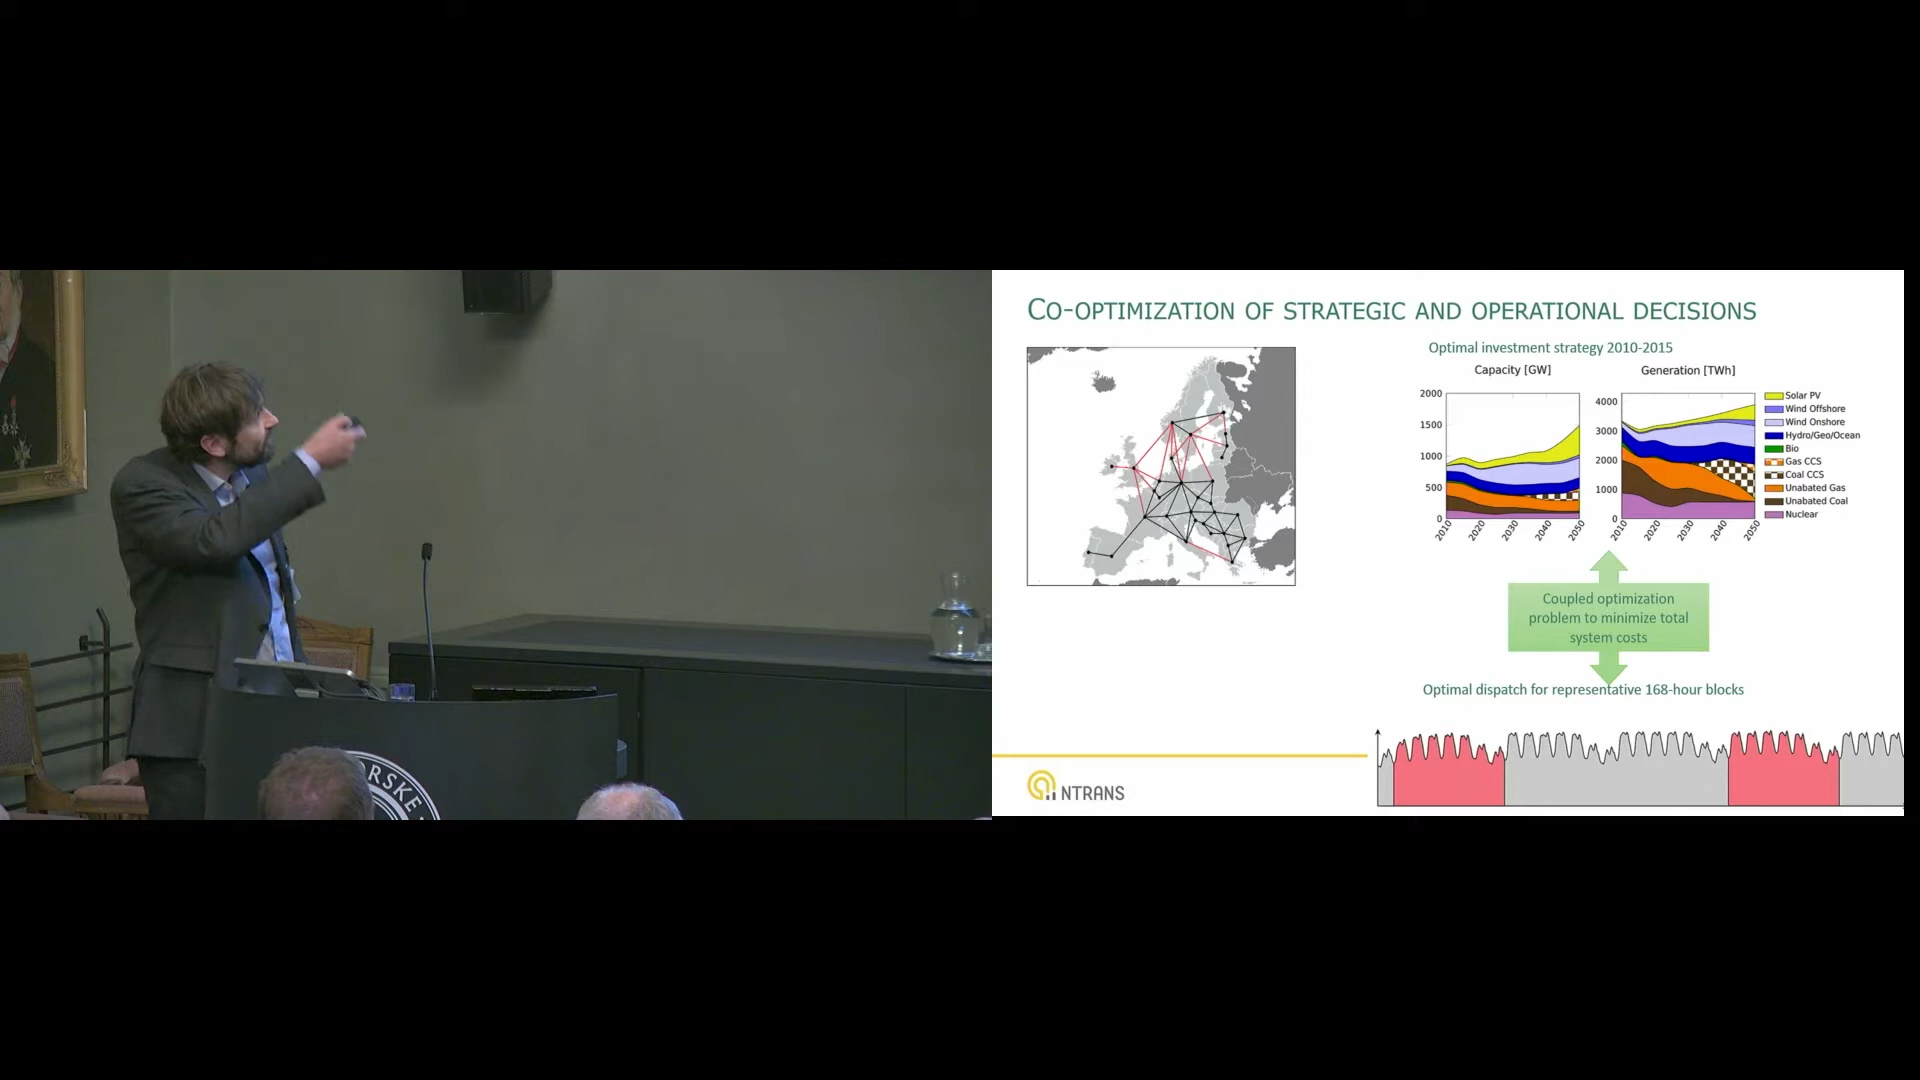 CO-OPTIMIZATION OF STRATEGIC AND OPERATIONAL DECISIONS
Optimal investment strategy 2010-2015
Capacity [GW]
2000
1500
1000
500
0
2010
2020
2030
2040
2050
Generation [TWh]
4000
3000
2000
1000
0
2010
2020
2030
2040
2050
Solar PV
Wind Offshore
Wind Onshore
Hydro/Geo/Ocean
Bio
Gas CCS
Coal CCS
Unabated Gas
Unabated Coal
Nuclear
Coupled optimization
problem to minimize total
system costs
Optimal dispatch for representative 168-hour blocks
NTRANS
RSKE